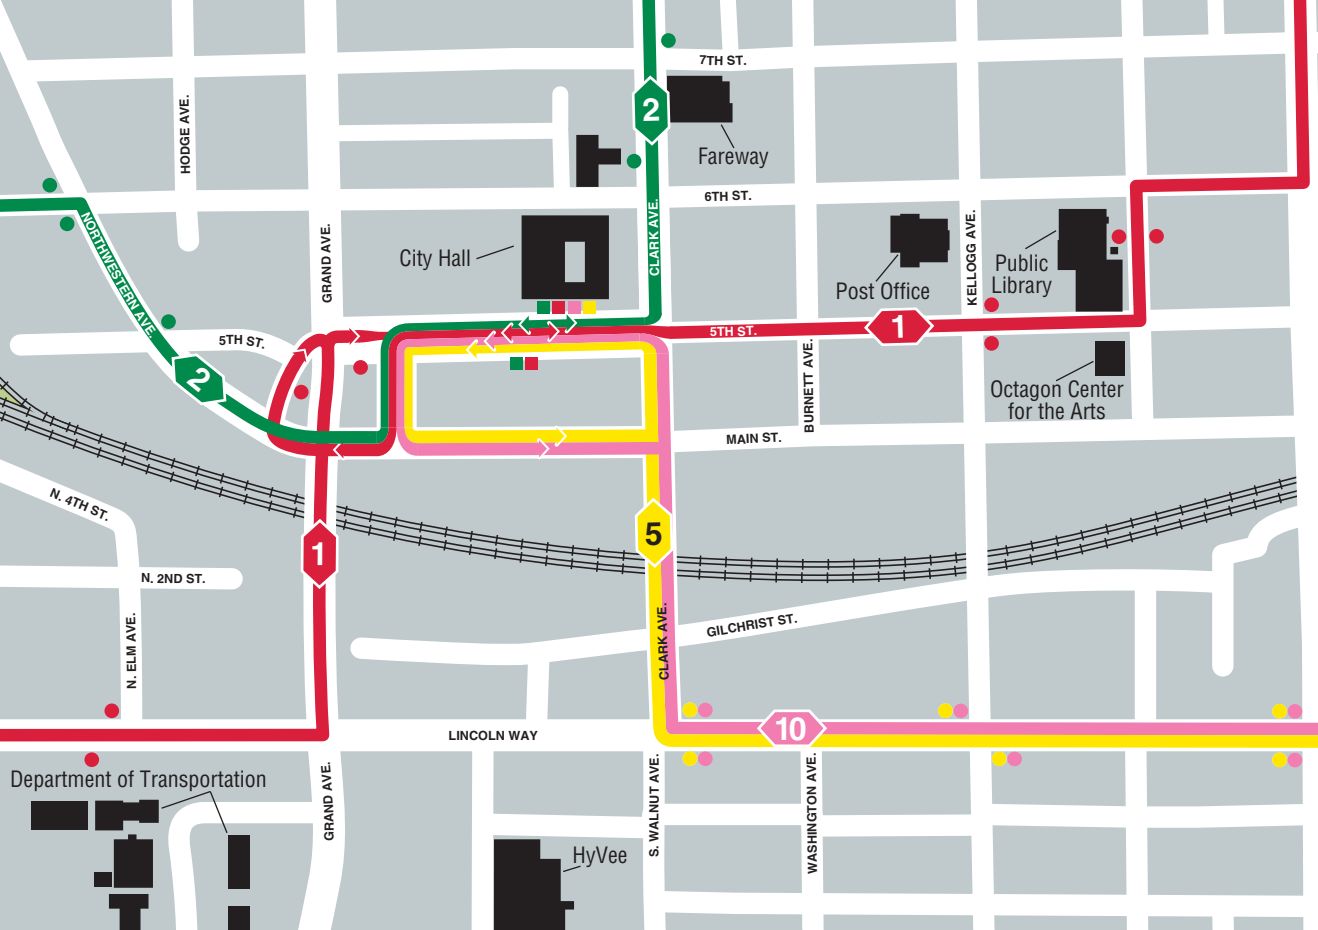 7TH ST.
2
HODGE AVE.
Fareway
6TH ST.
CLARK AVE.
NORTHWESTERN AVE.
GRAND AVE.
City Hall
KELLOGG AVE.
Post Office
Public
Library
5TH ST.
5TH ST.
1
2
BURNETT AVE.
Octagon Center
for the Arts
MAIN ST.
N. 4TH ST.
5
1
N. 2ND ST.
N. ELM AVE.
CLARK AVE.
GILCHRIST ST.
LINCOLN WAY
10
Department of Transportation
GRAND AVE.
S. WALNUT AVE.
WASHINGTON AVE.
HyVee